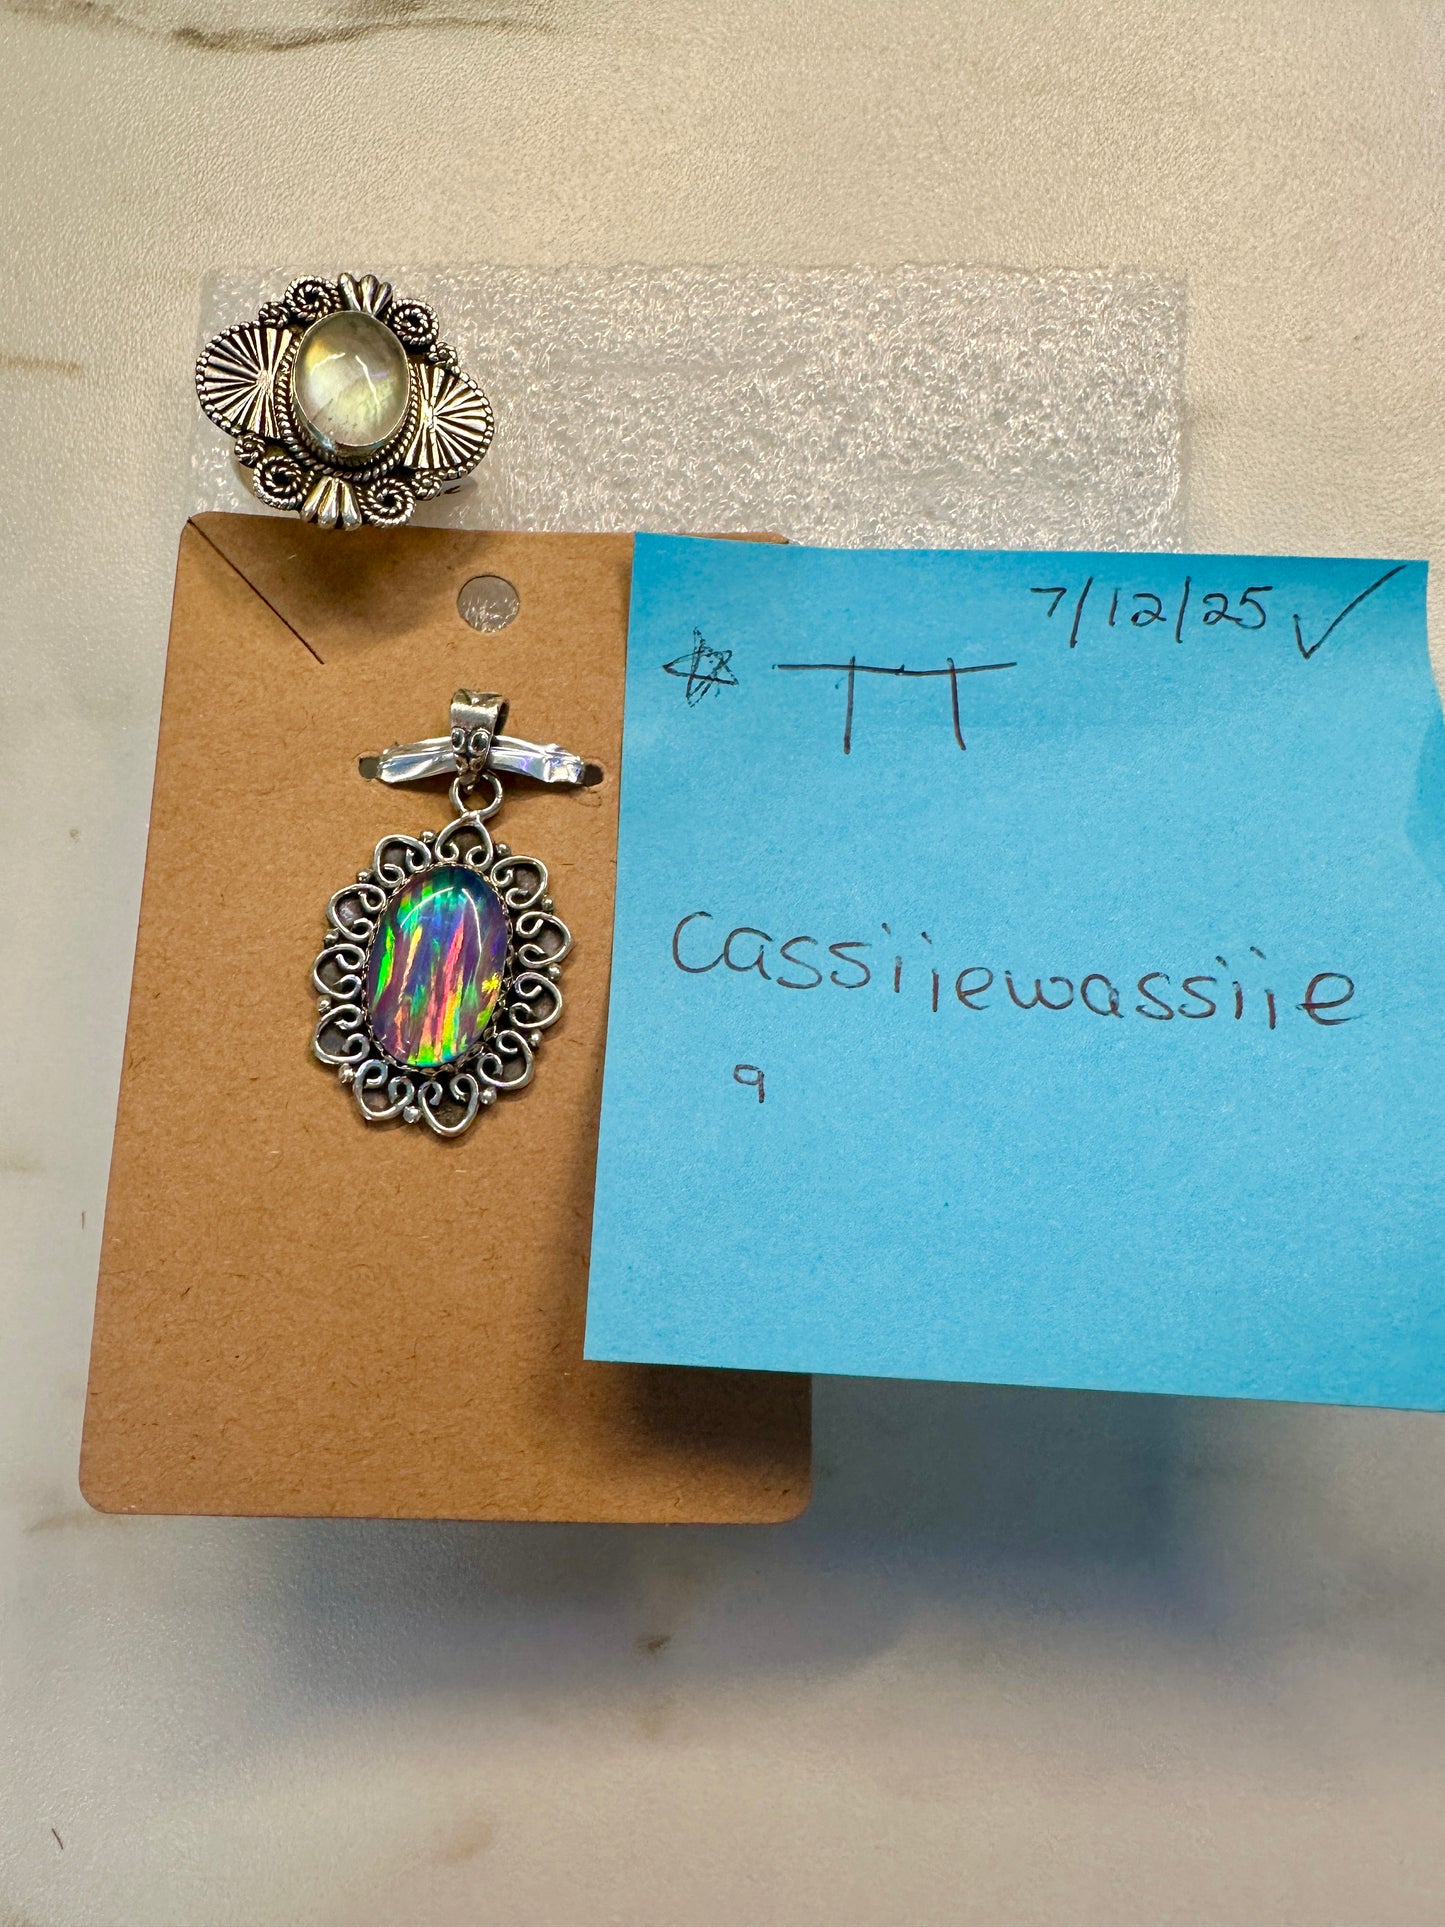 7/12/25 ✓
☆ TT
cassiiewassiie
9